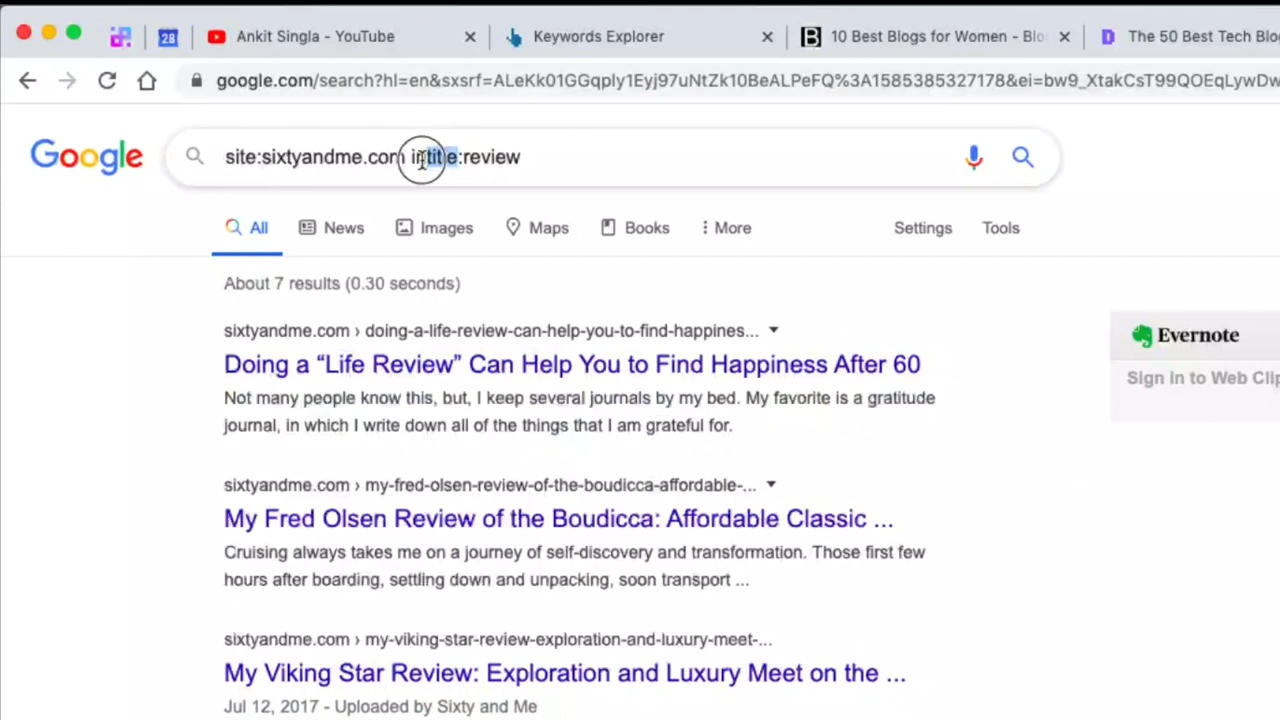 28
Ankit Singla - YouTube
Keywords Explorer
B
10 Best Blogs for Women - Blo
D
The 50 Best Tech Blo
google.com/search?hl=en&sxsrf=ALeKk01GGqpIy1Eyj97uNtZk10BeALPeFQ%3A1585385327178&ei=bw9_XtakCsT99QOEqLywDw
Google
site:sixtyandme.com intitle:review
All
News
Images
Maps
Books
More
Settings
Tools
About 7 results (0.30 seconds)
sixtyandme.com › doing-a-life-review-can-help-you-to-find-happines...
Doing a “Life Review” Can Help You to Find Happiness After 60
Not many people know this, but, I keep several journals by my bed. My favorite is a gratitude
journal, in which I write down all of the things that I am grateful for.
Evernote
Sign in to Web Clip
sixtyandme.com › my-fred-olsen-review-of-the-boudicca-affordable-...
My Fred Olsen Review of the Boudicca: Affordable Classic ...
Cruising always takes me on a journey of self-discovery and transformation. Those first few
hours after boarding, settling down and unpacking, soon transport ...
sixtyandme.com › my-viking-star-review-exploration-and-luxury-meet-...
My Viking Star Review: Exploration and Luxury Meet on the ...
Jul 12, 2017 - Uploaded by Sixty and Me